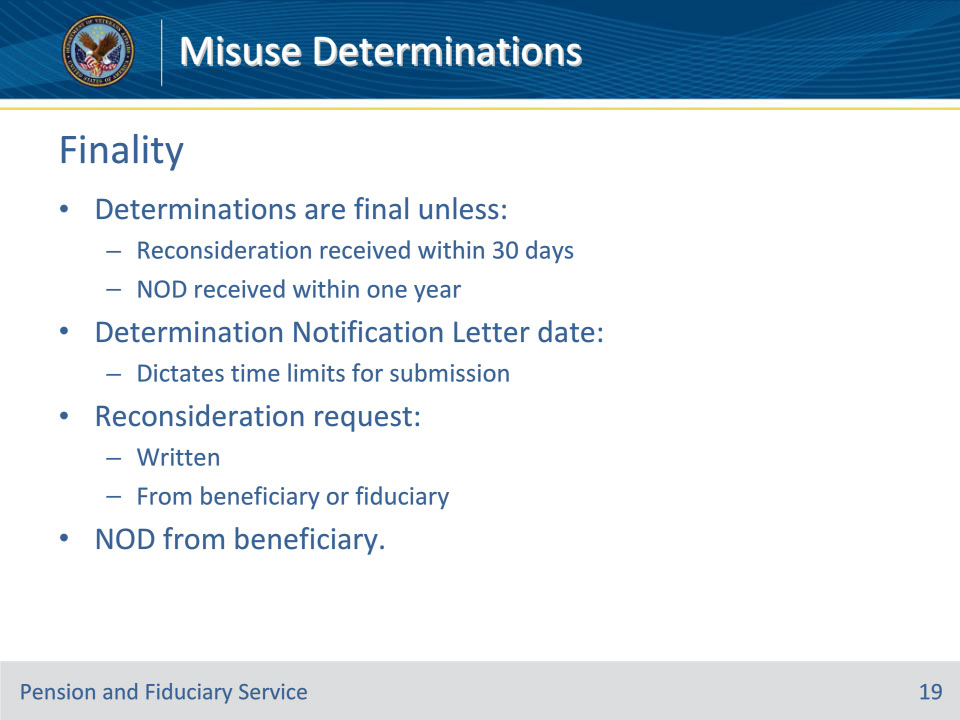 DEPARTMENT OF VETERANS AFFAIRS
UNITED STATES OF AMERICA
Misuse Determinations
Finality
• Determinations are final unless:
– Reconsideration received within 30 days
– NOD received within one year
• Determination Notification Letter date:
– Dictates time limits for submission
• Reconsideration request:
– Written
– From beneficiary or fiduciary
• NOD from beneficiary.
Pension and Fiduciary Service
19